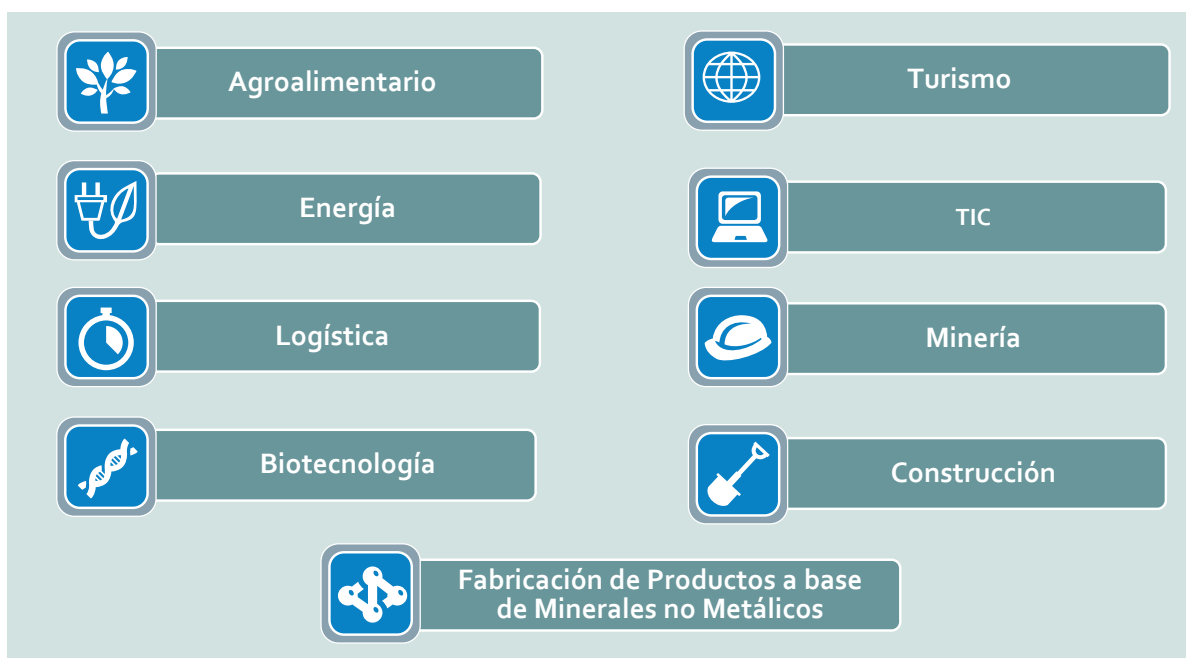 Agroalimentario
Turismo
Energía
TIC
Logística
Minería
Biotecnología
Construcción
Fabricación de Productos a base
de Minerales no Metálicos